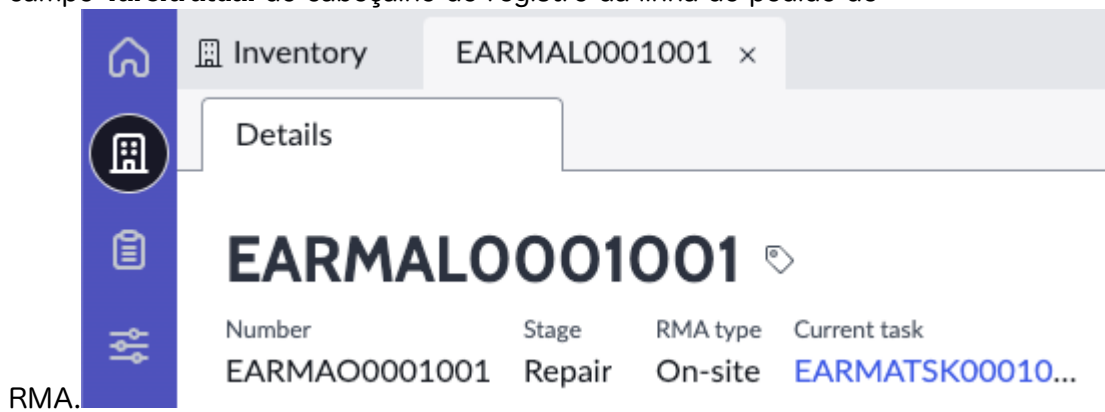 Inventory EARMAL0001001 ×
Details
EARMAL0001001
Number Stage RMA type Current task
EARMAO0001001 Repair On-site EARMATSK00010...
RMA.